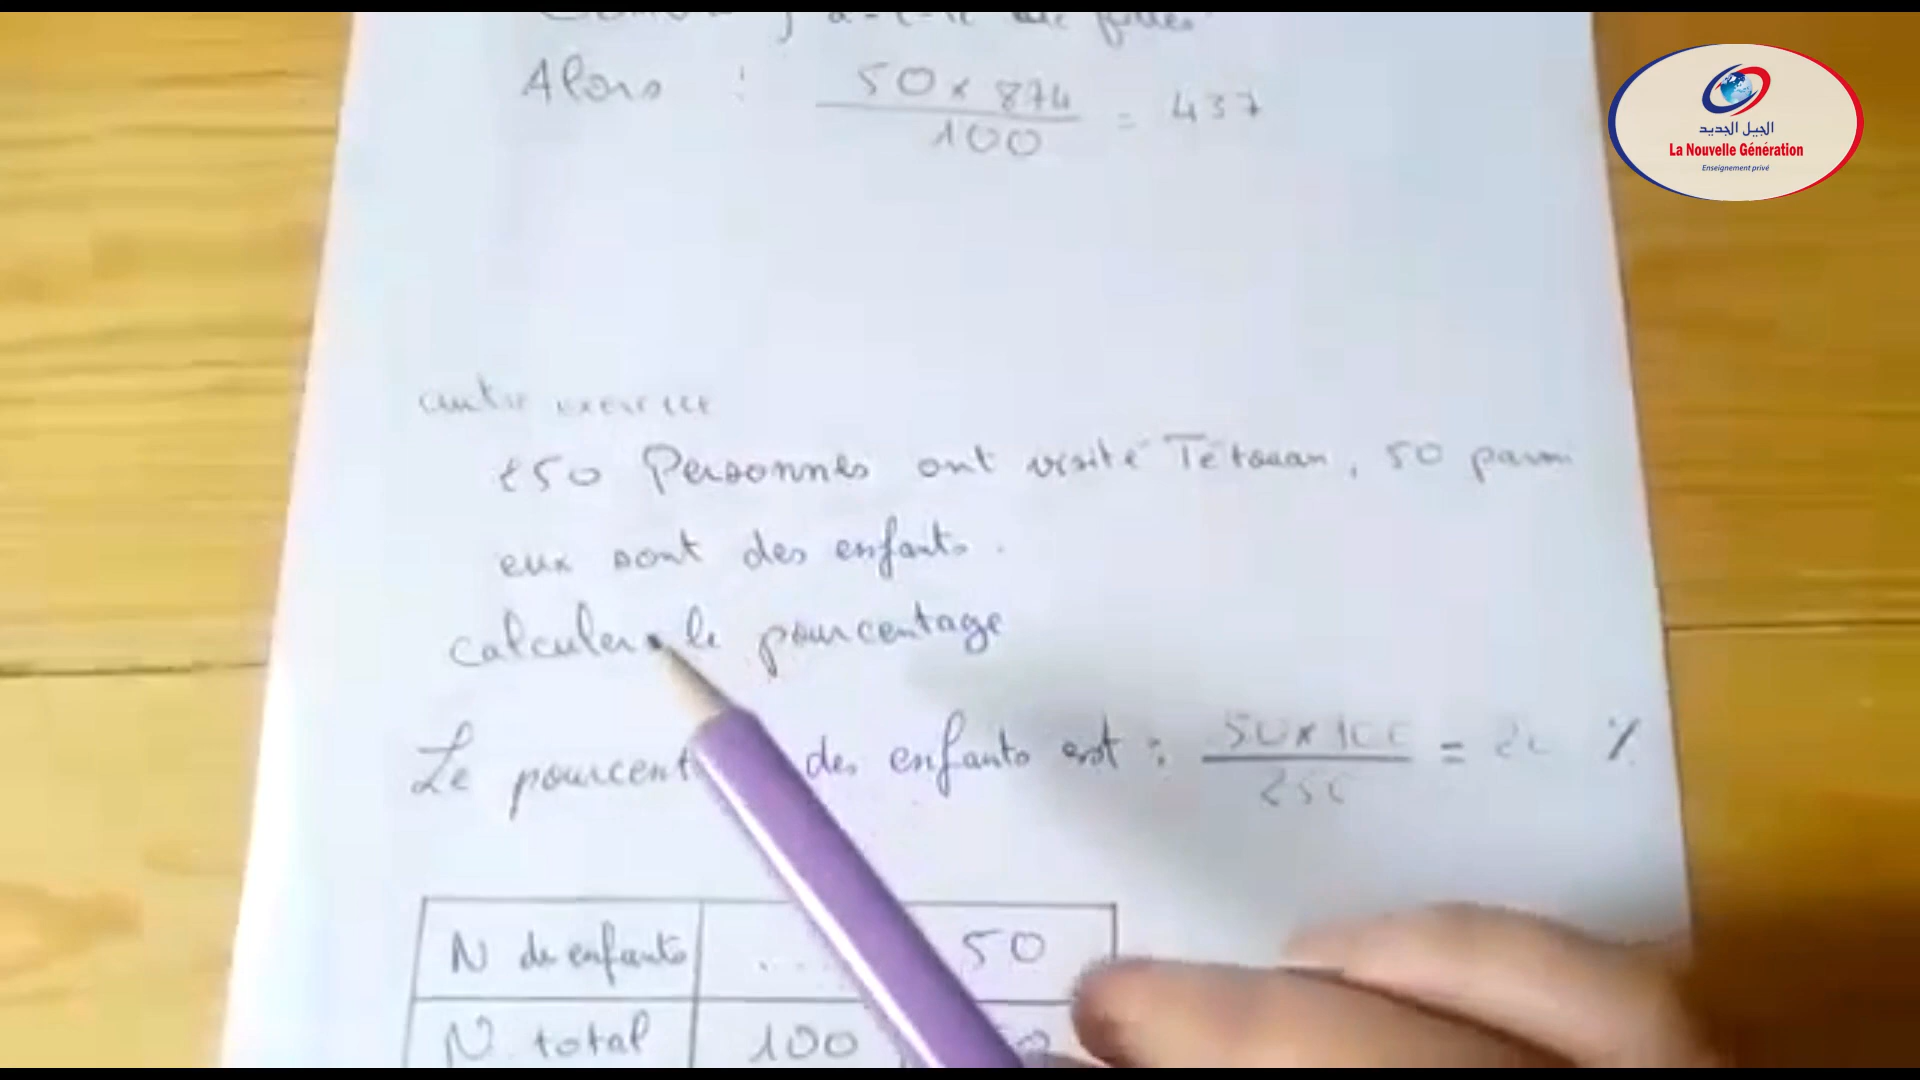 Alors : 50 x 874 / 100 = 437
الجيل الجديد
La Nouvelle Génération
Enseignement privé
autre exercice
250 Personnes ont visité Tétouan, 50 parmi
eux sont des enfants.
calculer le pourcentage
Le pourcent des enfants est : 50 x 100 / 250 = 20 %
N de enfants ... 50
N total 100